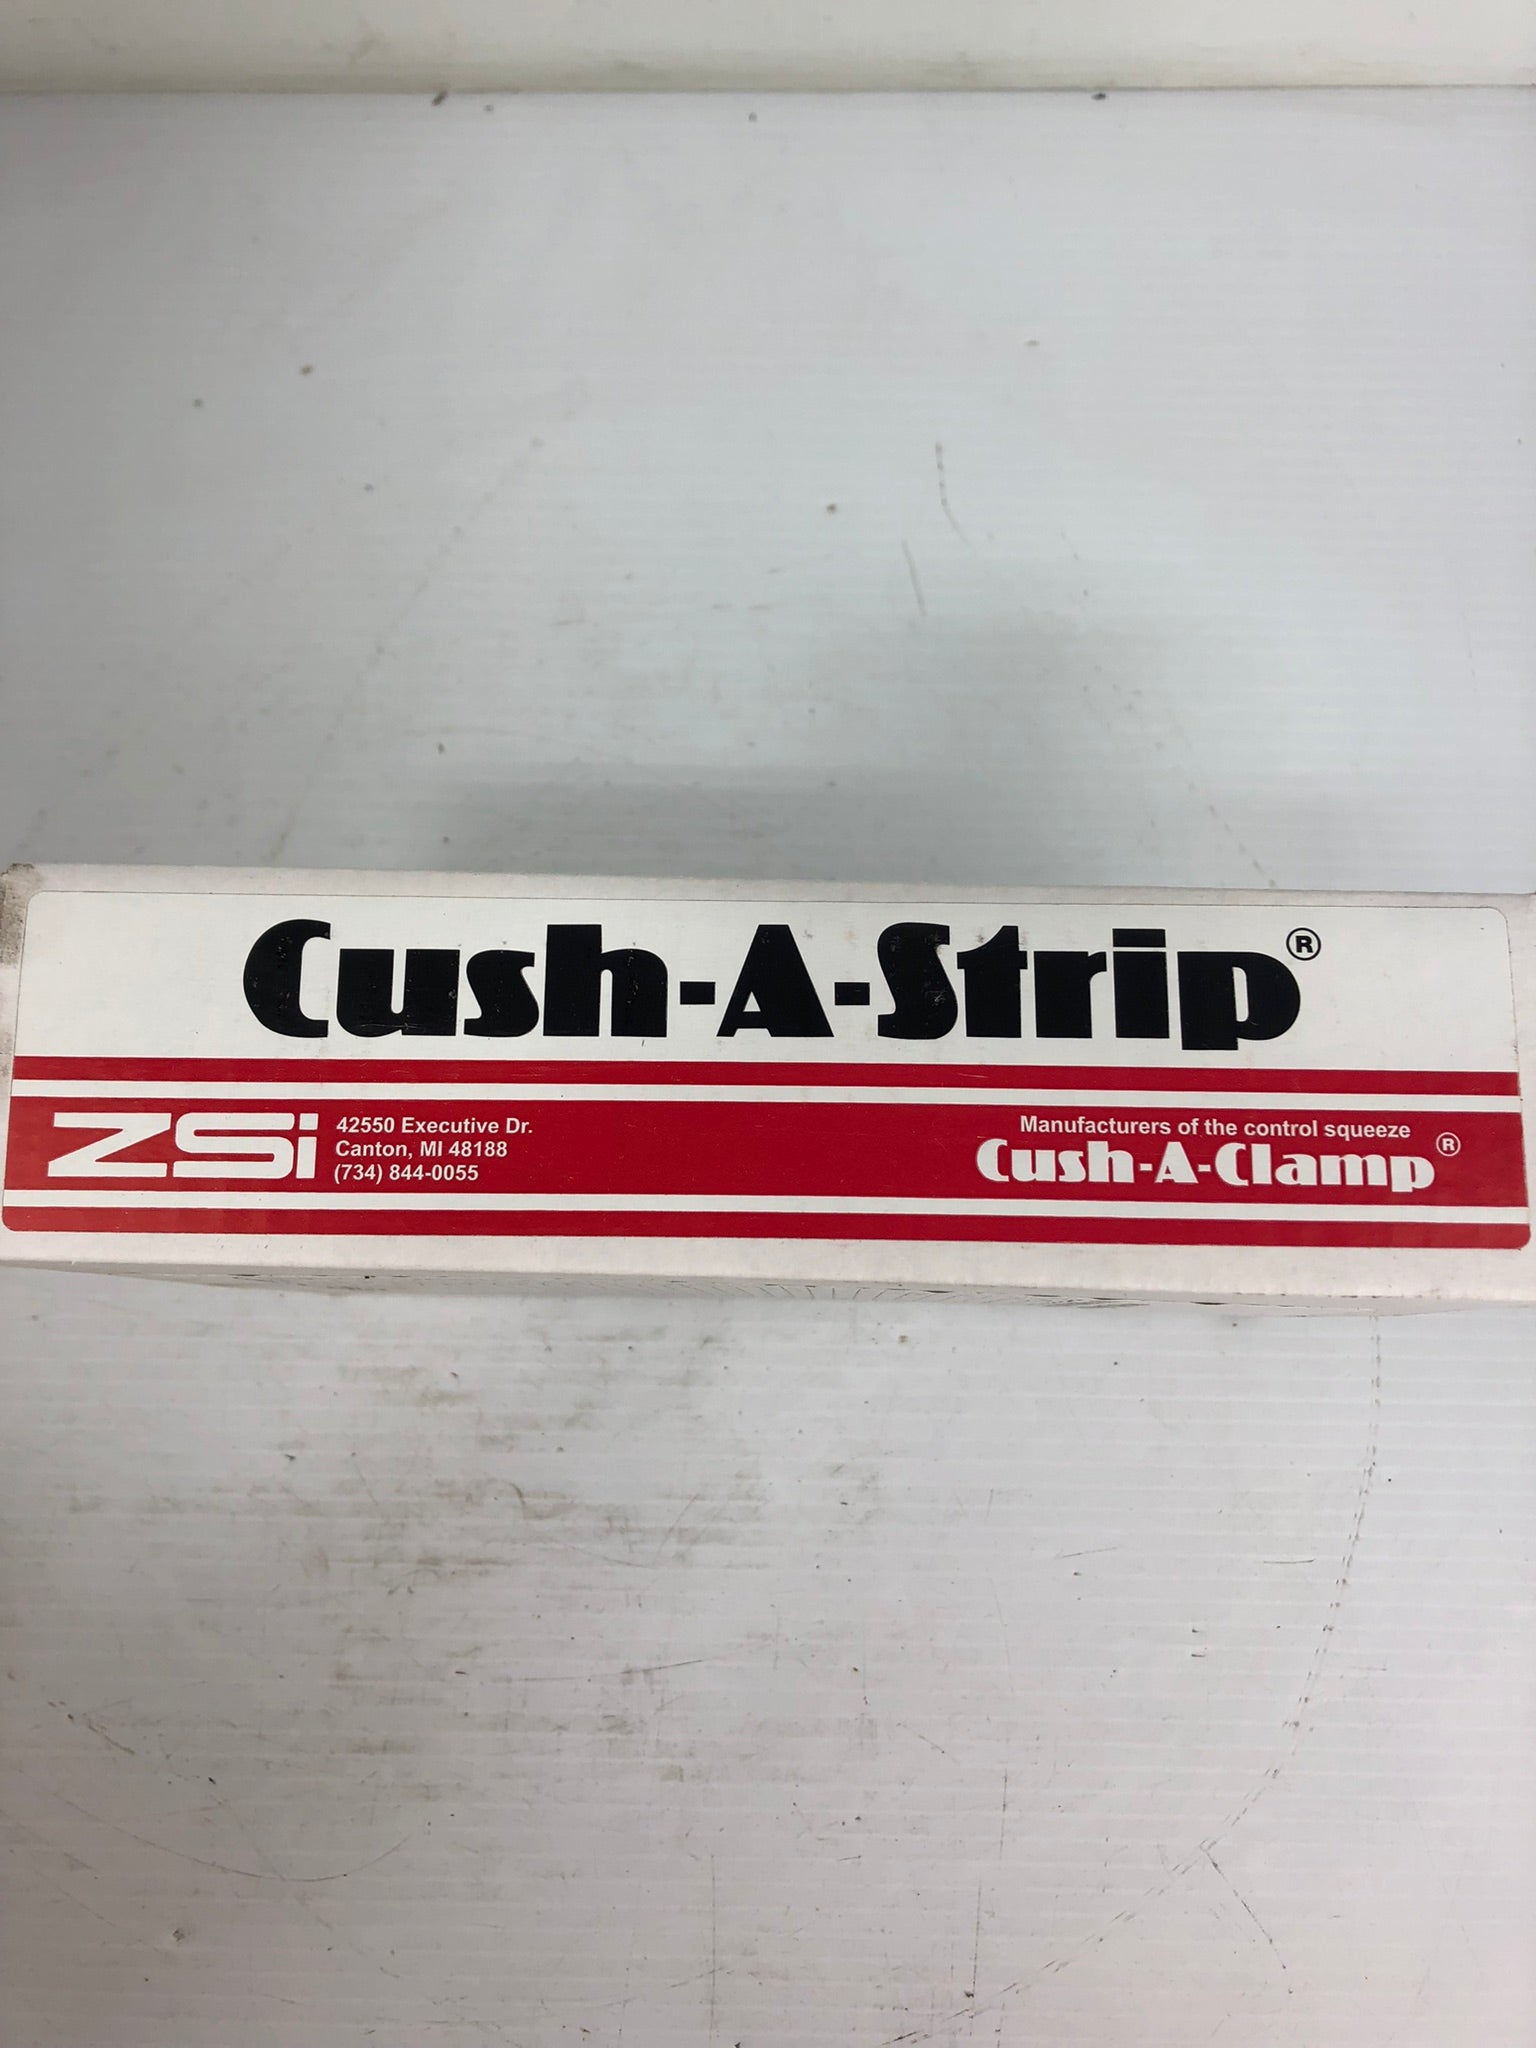 Cush-A-Strip®
ZSi
42550 Executive Dr.
Canton, MI 48188
(734) 844-0055
Manufacturers of the control squeeze
Cush-A-Clamp®